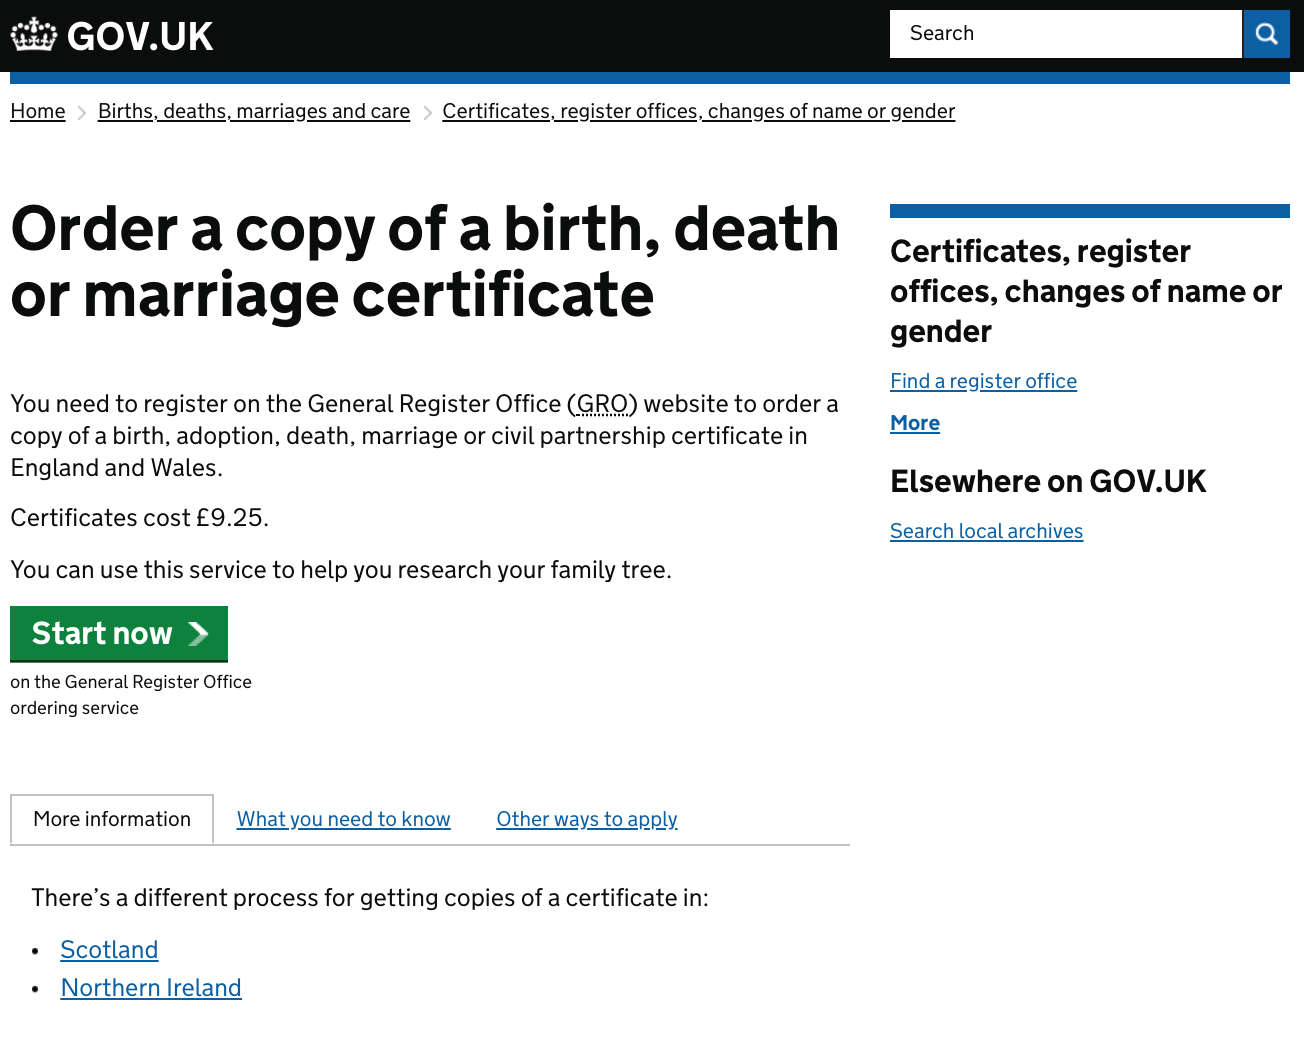 GOV.UK
Search
Home
Births, deaths, marriages and care
Certificates, register offices, changes of name or gender
Order a copy of a birth, death
or marriage certificate
You need to register on the General Register Office (GRO) website to order a
copy of a birth, adoption, death, marriage or civil partnership certificate in
England and Wales.
Certificates cost £9.25.
You can use this service to help you research your family tree.
Start now
on the General Register Office
ordering service
More information
What you need to know
Other ways to apply
There’s a different process for getting copies of a certificate in:
• Scotland
• Northern Ireland
Certificates, register
offices, changes of name or
gender
Find a register office
More
Elsewhere on GOV.UK
Search local archives